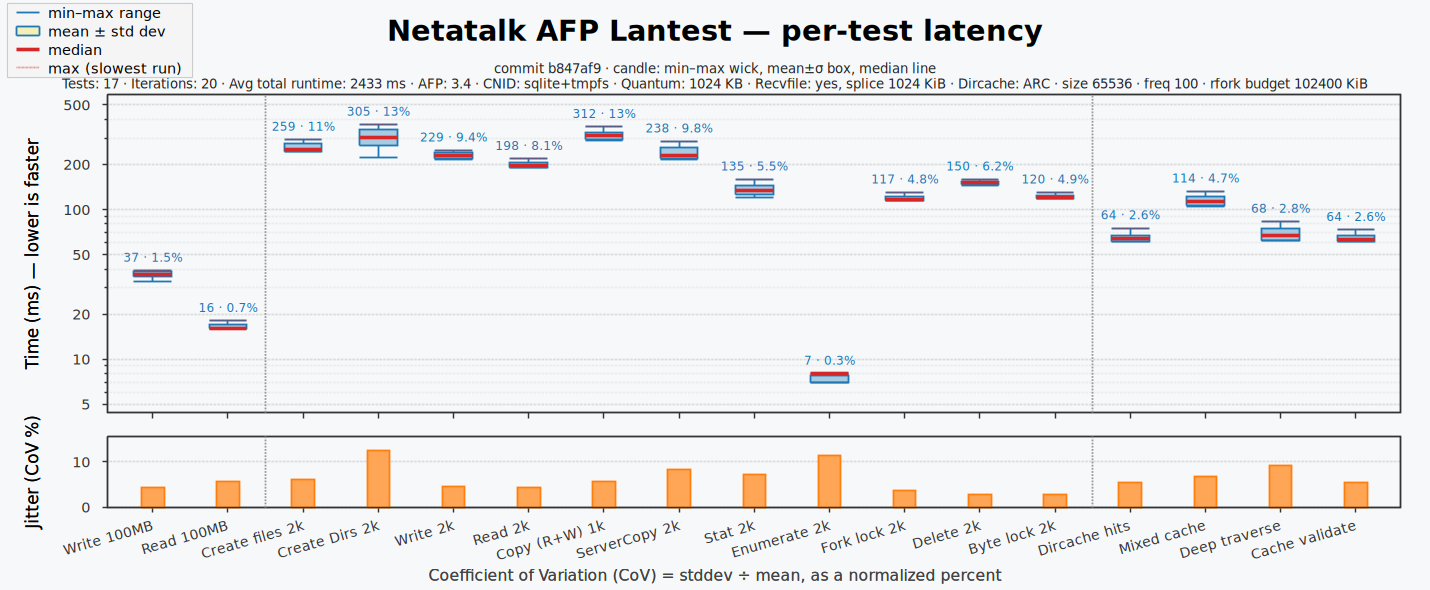 min–max range
mean ± std dev
median
max (slowest run)
Netatalk AFP Lantest — per-test latency
commit b847af9 · candle: min–max wick, mean±σ box, median line
Tests: 17 · Iterations: 20 · Avg total runtime: 2433 ms · AFP: 3.4 · CNID: sqlite+tmpfs · Quantum: 1024 KB · Recvfile: yes, splice 1024 KiB · Dircache: ARC · size 65536 · freq 100 · rfork budget 102400 KiB
Time (ms) — lower is faster
500
200
100
50
20
10
5
37 · 1.5%
16 · 0.7%
259 · 11%
305 · 13%
229 · 9.4%
198 · 8.1%
312 · 13%
238 · 9.8%
135 · 5.5%
7 · 0.3%
117 · 4.8%
150 · 6.2%
120 · 4.9%
64 · 2.6%
114 · 4.7%
68 · 2.8%
64 · 2.6%
Jitter (CoV %)
10
0
Write 100MB
Read 100MB
Create files 2k
Create Dirs 2k
Write 2k
Read 2k
Copy (R+W) 1k
ServerCopy 2k
Stat 2k
Enumerate 2k
Fork lock 2k
Delete 2k
Byte lock 2k
Dircache hits
Mixed cache
Deep traverse
Cache validate
Coefficient of Variation (CoV) = stddev ÷ mean, as a normalized percent